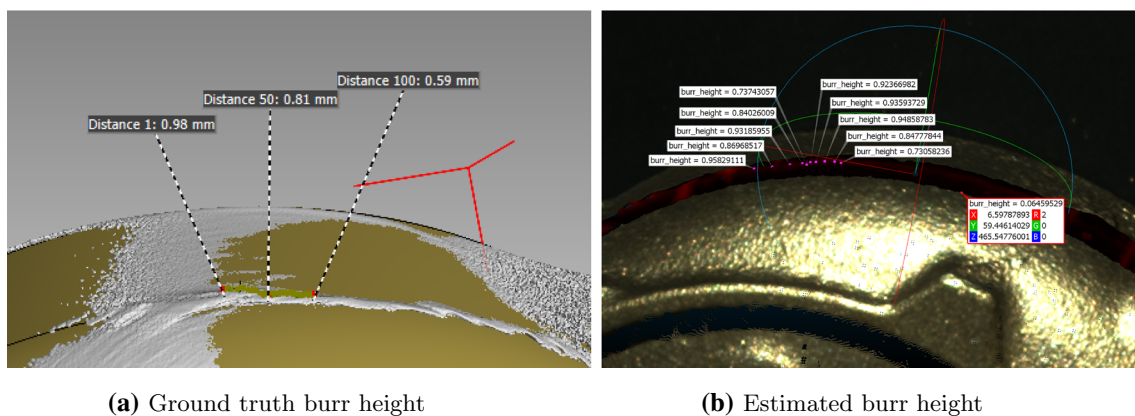 Distance 100: 0.59 mm
Distance 50: 0.81 mm
Distance 1: 0.98 mm
burr_height = 0.92366982
burr_height = 0.73743057
burr_height = 0.93593729
burr_height = 0.84026009
burr_height = 0.94858783
burr_height = 0.93185955
burr_height = 0.84777844
burr_height = 0.86968517
burr_height = 0.73058236
burr_height = 0.95829111
burr_height = 0.06459529
X 6.59787893 R 2
Y 59.44614029 G 0
Z 465.54776001 B 0
(a) Ground truth burr height
(b) Estimated burr height